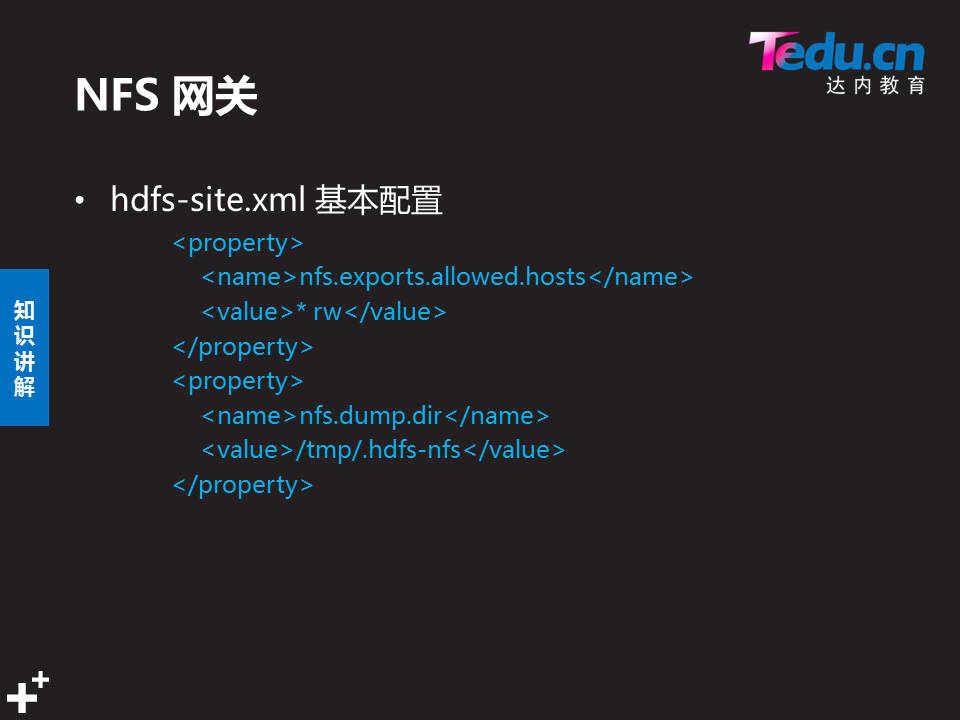 Tedu.cn
达内教育
NFS 网关
• hdfs-site.xml 基本配置
<property>
<name>nfs.exports.allowed.hosts</name>
<value>* rw</value>
</property>
<property>
<name>nfs.dump.dir</name>
<value>/tmp/.hdfs-nfs</value>
</property>
知识讲解